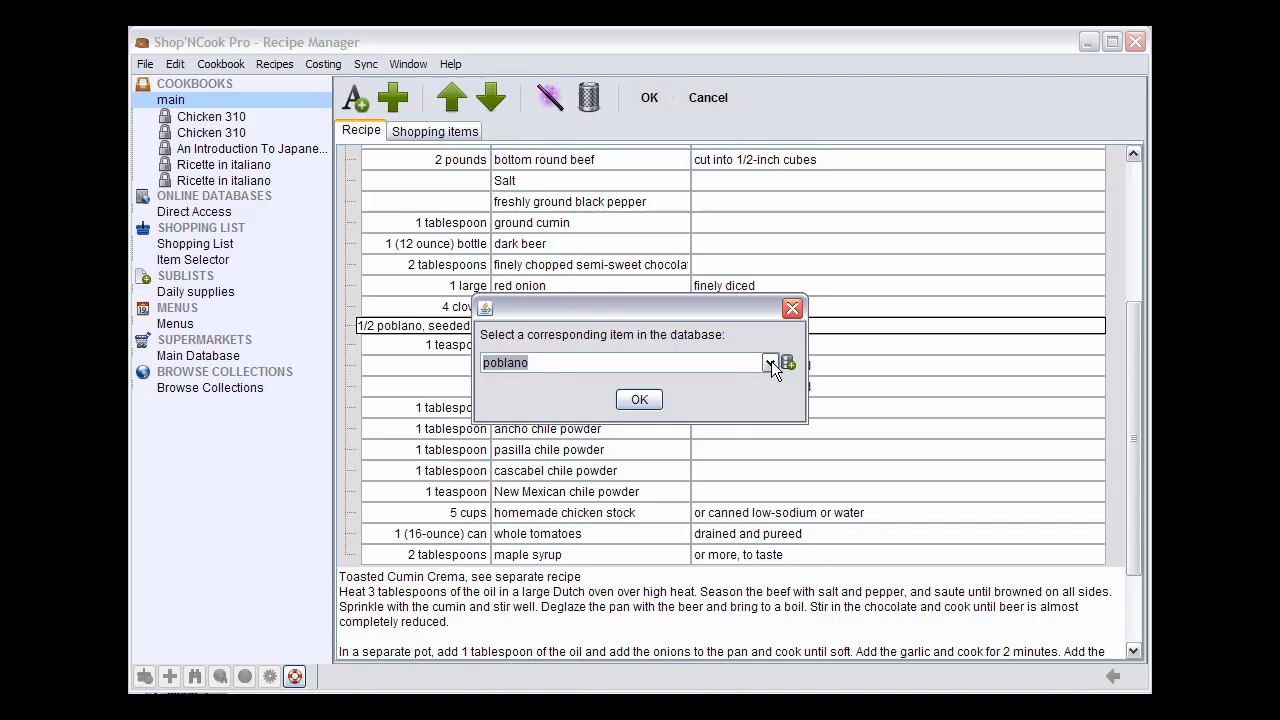 Shop'NCook Pro - Recipe Manager
File Edit Cookbook Recipes Costing Sync Window Help
COOKBOOKS
main
Chicken 310
Chicken 310
An Introduction To Japane...
Ricette in italiano
Ricette in italiano
ONLINE DATABASES
Direct Access
SHOPPING LIST
Shopping List
Item Selector
SUBLISTS
Daily supplies
MENUS
Menus
SUPERMARKETS
Main Database
BROWSE COLLECTIONS
Browse Collections
OK Cancel
Recipe Shopping items
2 pounds bottom round beef cut into 1/2-inch cubes
Salt
freshly ground black pepper
1 tablespoon ground cumin
1 (12 ounce) bottle dark beer
2 tablespoons finely chopped semi-sweet chocola
1 large red onion finely diced
4 clov
1/2 poblano, seeded
1 teaspo
1 tablespo
1 tablespoon ancho chile powder
1 tablespoon pasilla chile powder
1 tablespoon cascabel chile powder
1 teaspoon New Mexican chile powder
5 cups homemade chicken stock or canned low-sodium or water
1 (16-ounce) can whole tomatoes drained and pureed
2 tablespoons maple syrup or more, to taste
Select a corresponding item in the database:
poblano
OK
Toasted Cumin Crema, see separate recipe
Heat 3 tablespoons of the oil in a large Dutch oven over high heat. Season the beef with salt and pepper, and saute until browned on all sides.
Sprinkle with the cumin and stir well. Deglaze the pan with the beer and bring to a boil. Stir in the chocolate and cook until beer is almost
completely reduced.
In a separate pot, add 1 tablespoon of the oil and add the onions to the pan and cook until soft. Add the garlic and cook for 2 minutes. Add the